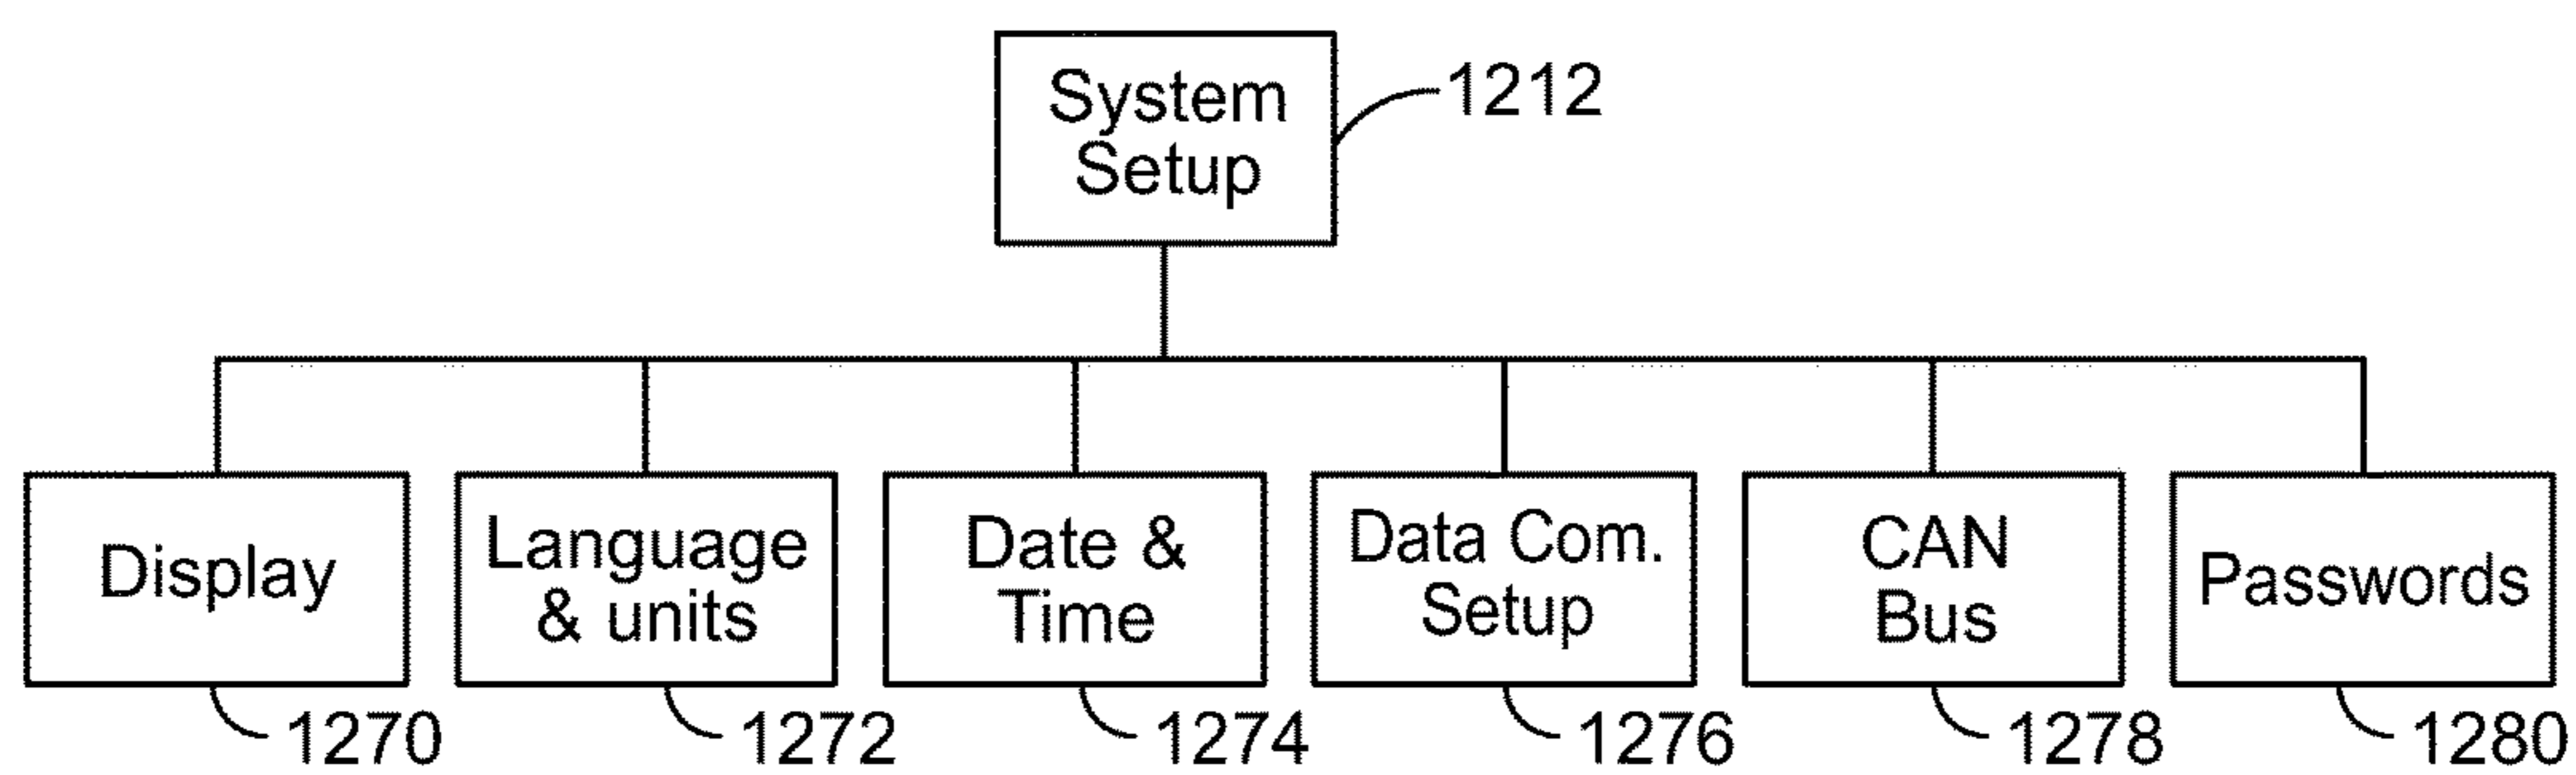 System
Setup
1212
Display
Language
& units
Date &
Time
Data Com.
Setup
CAN
Bus
Passwords
1270
1272
1274
1276
1278
1280